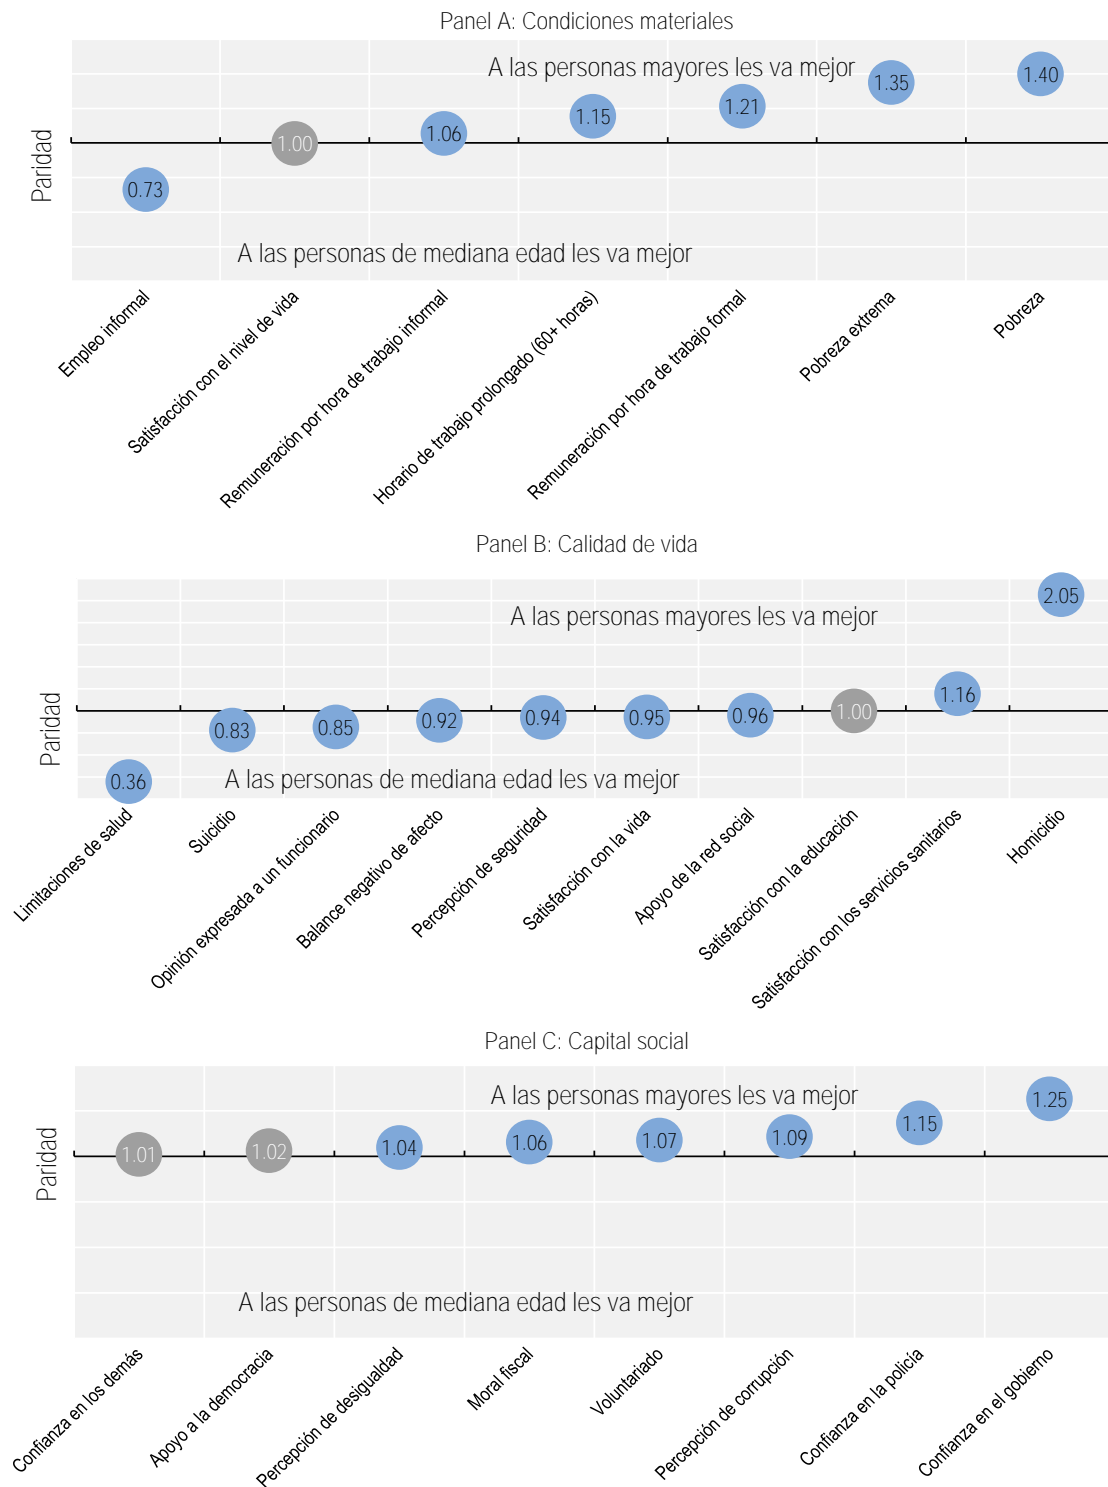 Panel A: Condiciones materiales
A las personas mayores les va mejor
1.40
1.35
1.21
1.15
1.06
1.00
0.73
Paridad
A las personas de mediana edad les va mejor
Empleo informal
Satisfacción con el nivel de vida
Remuneración por hora de trabajo informal
Horario de trabajo prolongado (60+ horas)
Remuneración por hora de trabajo formal
Pobreza extrema
Pobreza
Panel B: Calidad de vida
A las personas mayores les va mejor
2.05
1.16
1.00
0.96
0.95
0.94
0.92
0.85
0.83
0.36
Paridad
A las personas de mediana edad les va mejor
Limitaciones de salud
Suicidio
Opinión expresada a un funcionario
Balance negativo de afecto
Percepción de seguridad
Satisfacción con la vida
Apoyo de la red social
Satisfacción con la educación
Satisfacción con los servicios sanitarios
Homicidio
Panel C: Capital social
A las personas mayores les va mejor
1.25
1.15
1.09
1.07
1.06
1.04
1.02
1.01
Paridad
A las personas de mediana edad les va mejor
Confianza en los demás
Apoyo a la democracia
Percepción de desigualdad
Moral fiscal
Voluntariado
Percepción de corrupción
Confianza en la policía
Confianza en el gobierno